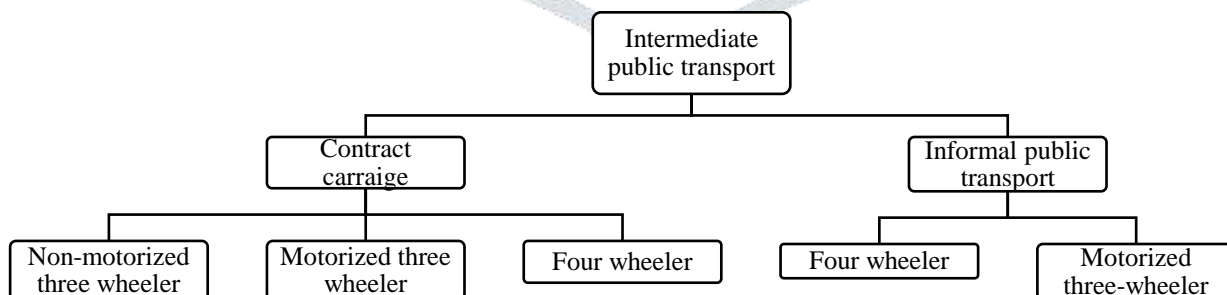 Intermediate
public transport
Contract
carraige
Informal public
transport
Non-motorized
three wheeler
Motorized three
wheeler
Four wheeler
Four wheeler
Motorized
three-wheeler